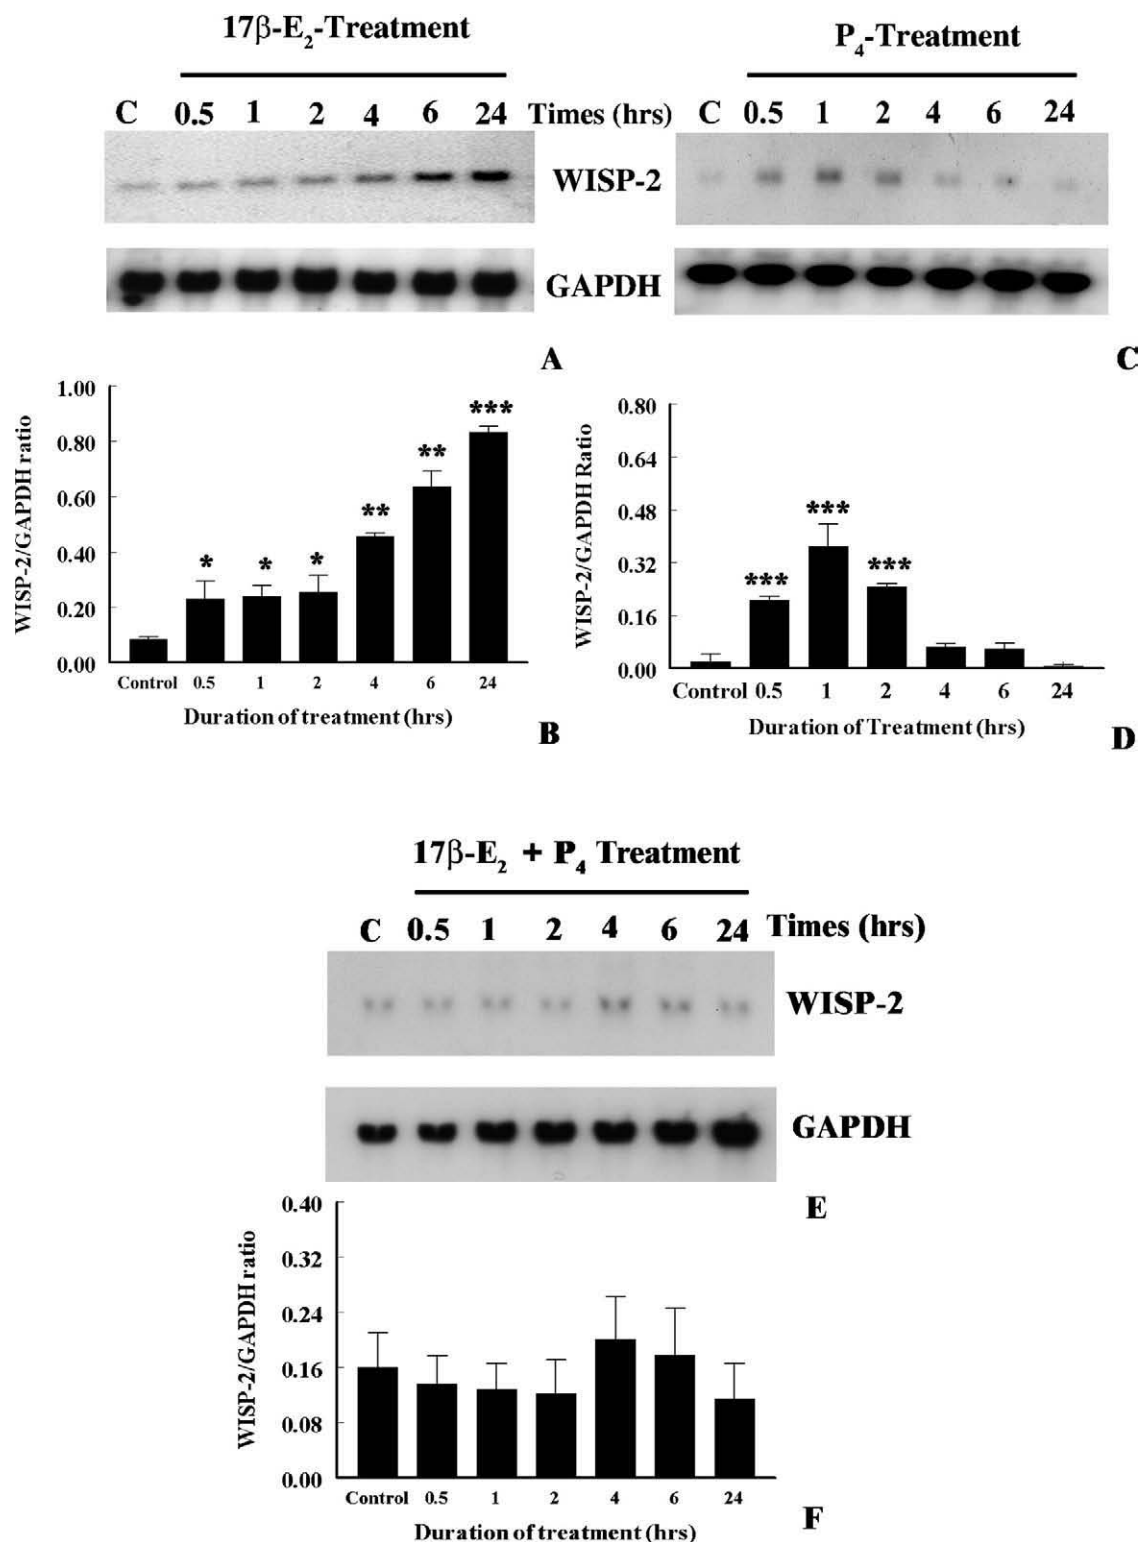 17β-E2-Treatment
P4-Treatment
C 0.5 1 2 4 6 24 Times (hrs) C 0.5 1 2 4 6 24
WISP-2
GAPDH
A
C
1.00
0.80
0.60
0.40
0.20
0.00
WISP-2/GAPDH ratio
* * * ** ** ***
Control 0.5 1 2 4 6 24
Duration of treatment (hrs)
B
0.80
0.64
0.48
0.32
0.16
0.00
WISP-2/GAPDH Ratio
*** *** ***
Control 0.5 1 2 4 6 24
Duration of Treatment (hrs)
D
17β-E2 + P4 Treatment
C 0.5 1 2 4 6 24 Times (hrs)
WISP-2
GAPDH
E
0.40
0.32
0.24
0.16
0.08
0.00
WISP-2/GAPDH ratio
Control 0.5 1 2 4 6 24
Duration of treatment (hrs)
F